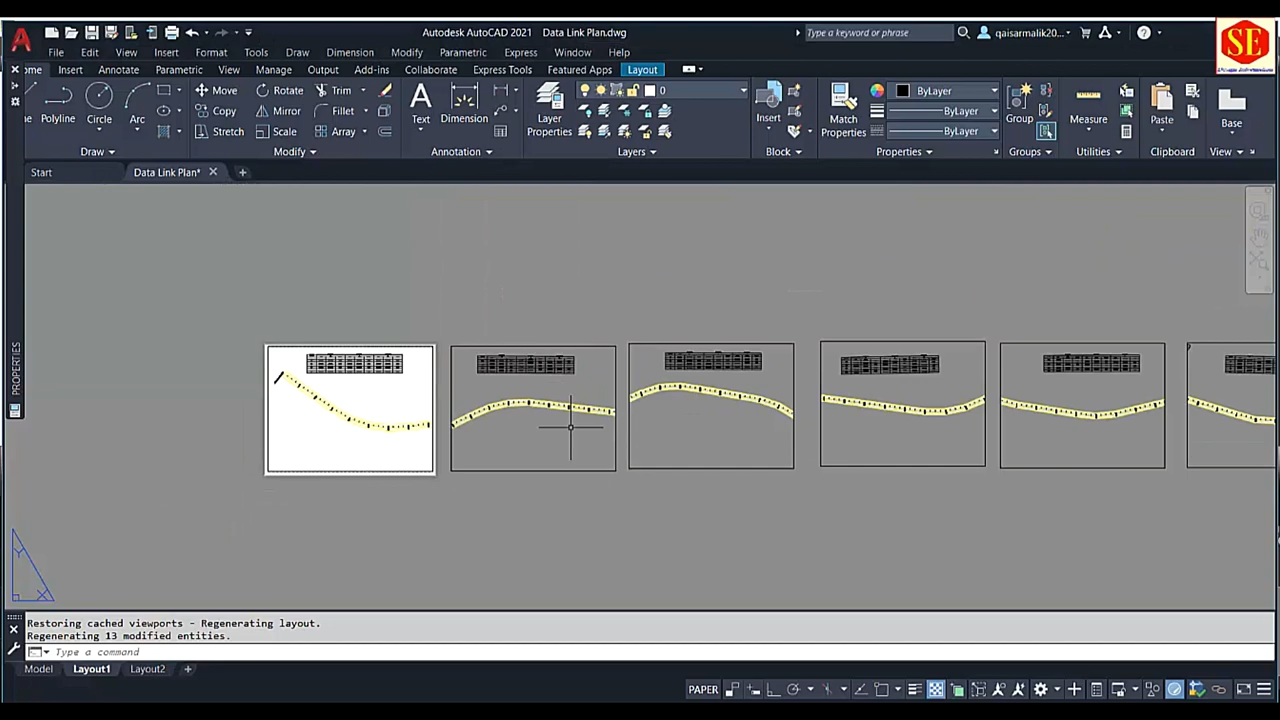 Autodesk AutoCAD 2021 Data Link Plan.dwg
Type a keyword or phrase
qaisarmalik20...
SE
File Edit View Insert Format Tools Draw Dimension Modify Parametric Express Window Help
ome Insert Annotate Parametric View Manage Output Add-ins Collaborate Express Tools Featured Apps Layout
ne Polyline Circle Arc
Move Rotate Trim
Copy Mirror Fillet
Stretch Scale Array
Text Dimension
Layer Properties
0
Insert
Match Properties
ByLayer
ByLayer
ByLayer
Group
Measure
Paste
Base
Draw Modify Annotation Layers Block Properties Groups Utilities Clipboard View
Start Data Link Plan*
PROPERTIES
Y
X
Restoring cached viewports - Regenerating layout.
Regenerating 13 modified entities.
Type a command
Model Layout1 Layout2
PAPER